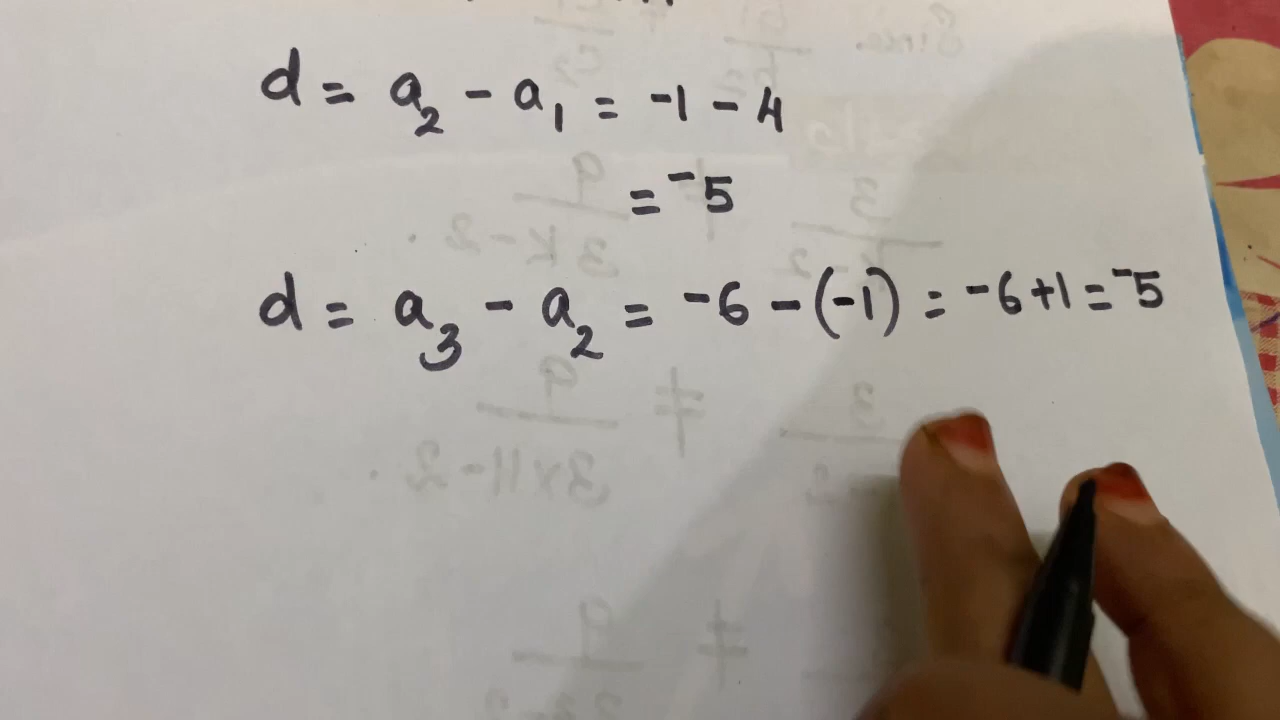 d = a₂ - a₁ = -1 - 4
= -5
d = a₃ - a₂ = -6 - (-1) = -6+1 = -5